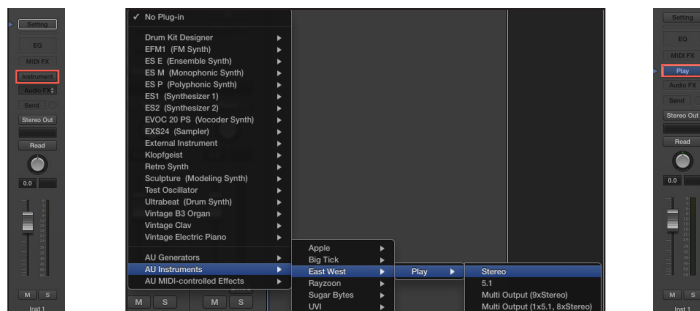 Setting
EQ
MIDI FX
Instrument
Audio FX
Send
Stereo Out
Read
0.0
M S
Inst 1
✓ No Plug-in
Drum Kit Designer
EFM1 (FM Synth)
ES E (Ensemble Synth)
ES M (Monophonic Synth)
ES P (Polyphonic Synth)
ES1 (Synthesizer 1)
ES2 (Synthesizer 2)
EVOC 20 PS (Vocoder Synth)
EXS24 (Sampler)
External Instrument
Klopfgeist
Retro Synth
Sculpture (Modeling Synth)
Test Oscillator
Ultrabeat (Drum Synth)
Vintage B3 Organ
Vintage Clav
Vintage Electric Piano
AU Generators
AU Instruments
AU MIDI-controlled Effects
M S M S
Apple
Big Tick
East West
Rayzoon
Sugar Bytes
UVI
Play
Stereo
5.1
Multi Output (9xStereo)
Multi Output (1x5.1, 8xStereo)
Setting
EQ
MIDI FX
Play
Audio FX
Send
Stereo Out
Read
0.0
M S
Inst 1